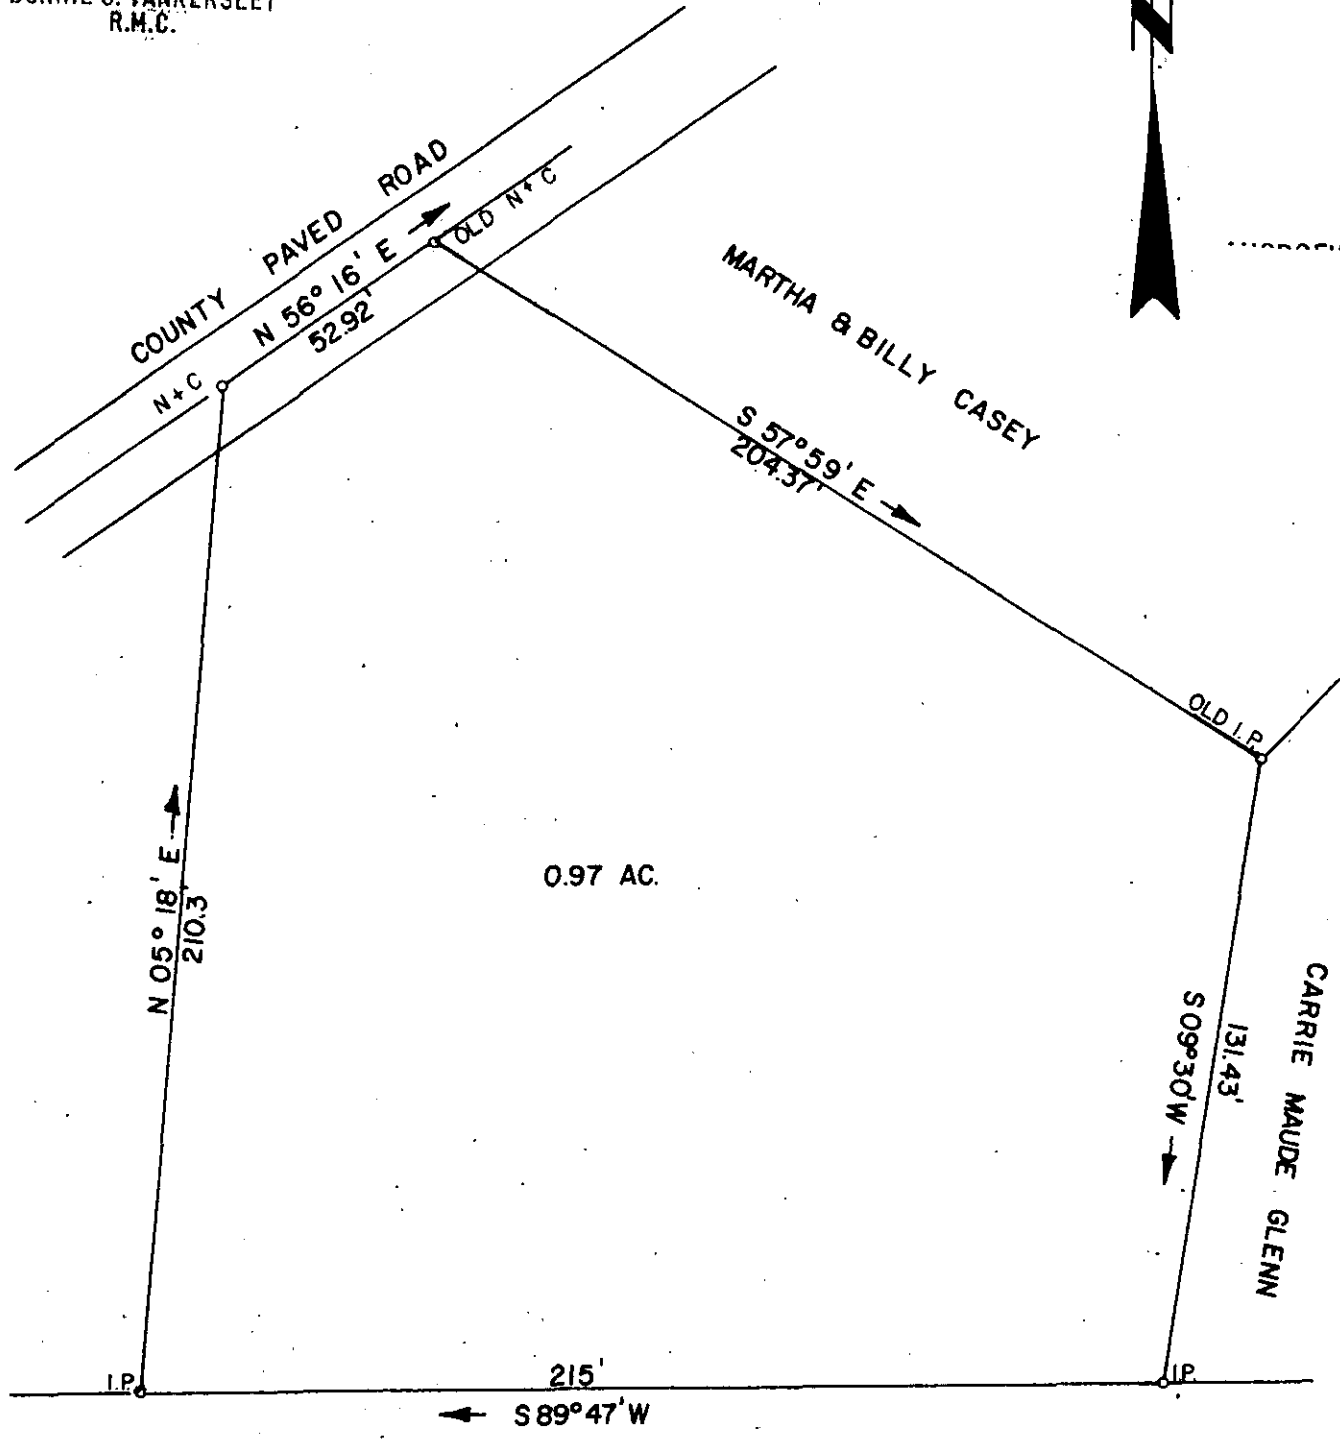 R.M.C.
N
COUNTY PAVED ROAD
N 56° 16' E
52.92'
OLD N+C
N+C
MARTHA & BILLY CASEY
S 57° 59' E
204.37'
OLD I.P.
N 05° 18' E
210.3'
0.97 AC.
S 09° 30' W
131.43'
CARRIE MAUDE GLENN
I.P.
215'
I.P.
S 89° 47' W